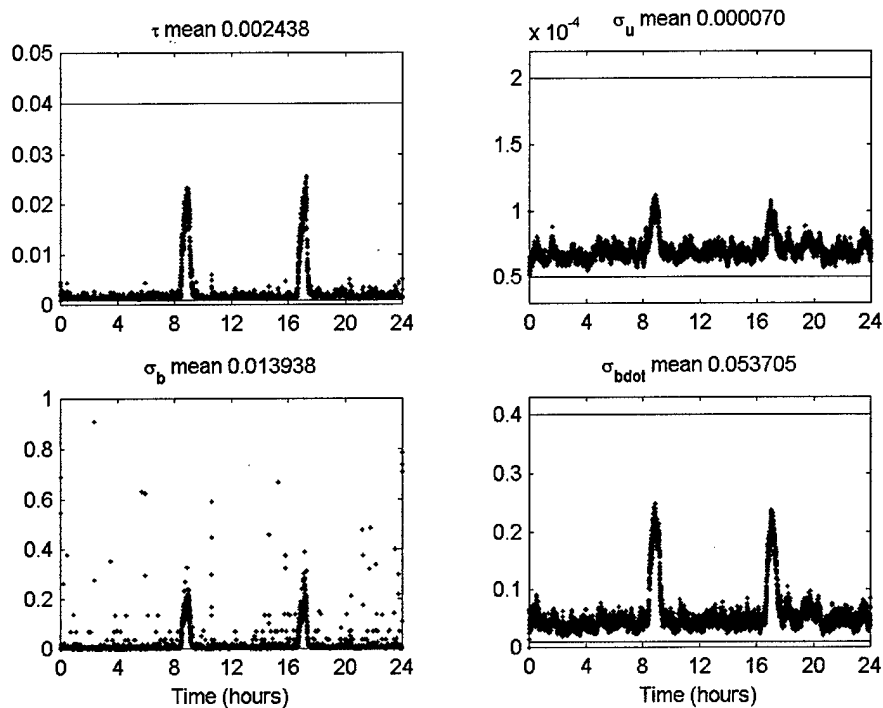 τ mean 0.002438
0.05
0.04
0.03
0.02
0.01
0
0 4 8 12 16 20 24
x 10⁻⁴
σ_u mean 0.000070
2
1.5
1
0.5
0 4 8 12 16 20 24
σ_b mean 0.013938
1
0.8
0.6
0.4
0.2
0
0 4 8 12 16 20 24
Time (hours)
σ_bdot mean 0.053705
0.4
0.3
0.2
0.1
0
0 4 8 12 16 20 24
Time (hours)